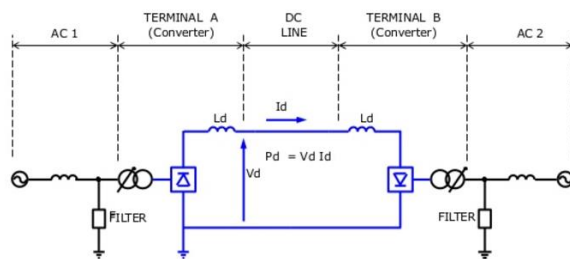 AC 1
TERMINAL A
(Converter)
DC
LINE
TERMINAL B
(Converter)
AC 2
Ld
Id
Ld
Pd = Vd Id
Vd
FILTER
FILTER